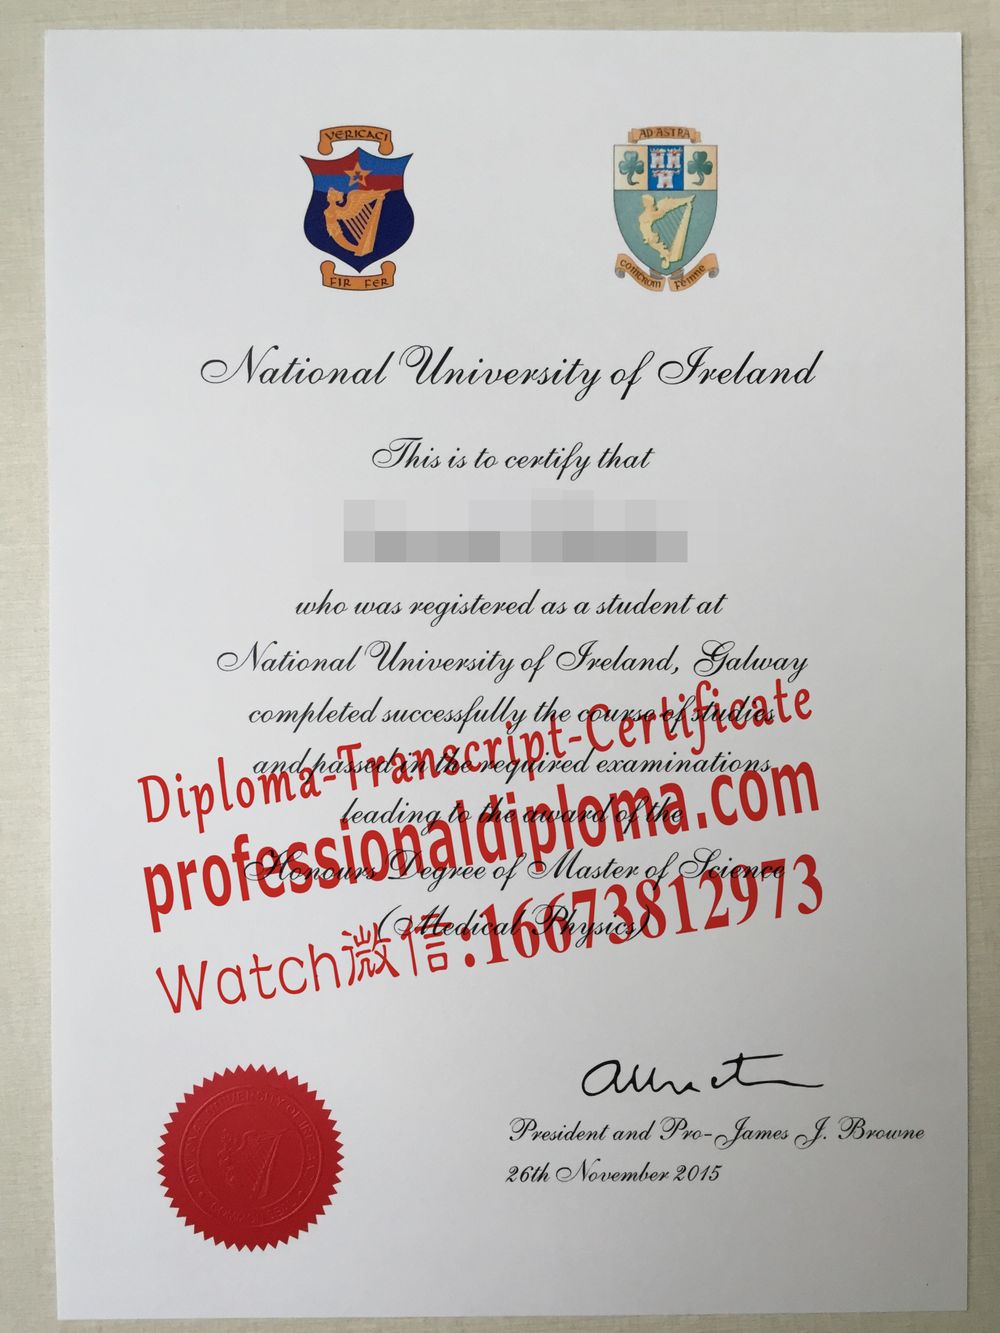 VERICACI
FIR FER
AD ASTRA
COMTROM FÉINNE
National University of Ireland
This is to certify that
who was registered as a student at
National University of Ireland, Galway
completed successfully the course of studies
and passed in the required examinations
leading to the award of the
Honours Degree of Master of Science
(Medical Physics)
Diploma-Transcript-Certificate
professionaldiploma.com
Watch微信:16673812973
President and Pro-James J. Browne
26th November 2015